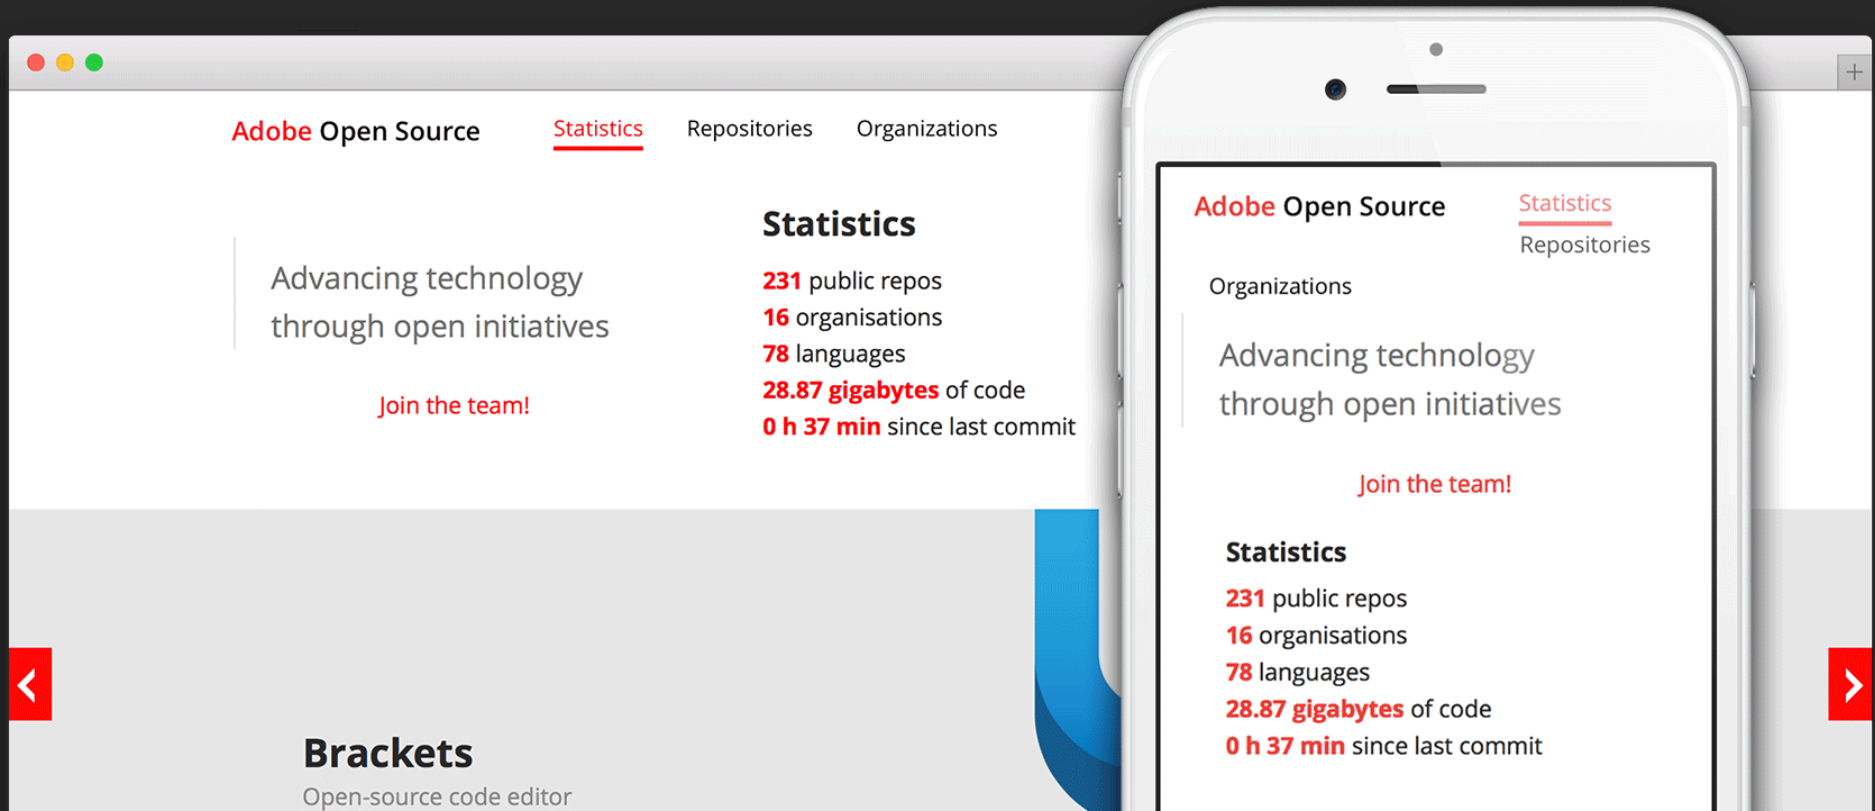 Adobe Open Source
Statistics
Repositories
Organizations
Advancing technology
through open initiatives
Join the team!
Statistics
231 public repos
16 organisations
78 languages
28.87 gigabytes of code
0 h 37 min since last commit
Brackets
Open-source code editor
Adobe Open Source
Statistics
Repositories
Organizations
Advancing technology
through open initiatives
Join the team!
Statistics
231 public repos
16 organisations
78 languages
28.87 gigabytes of code
0 h 37 min since last commit